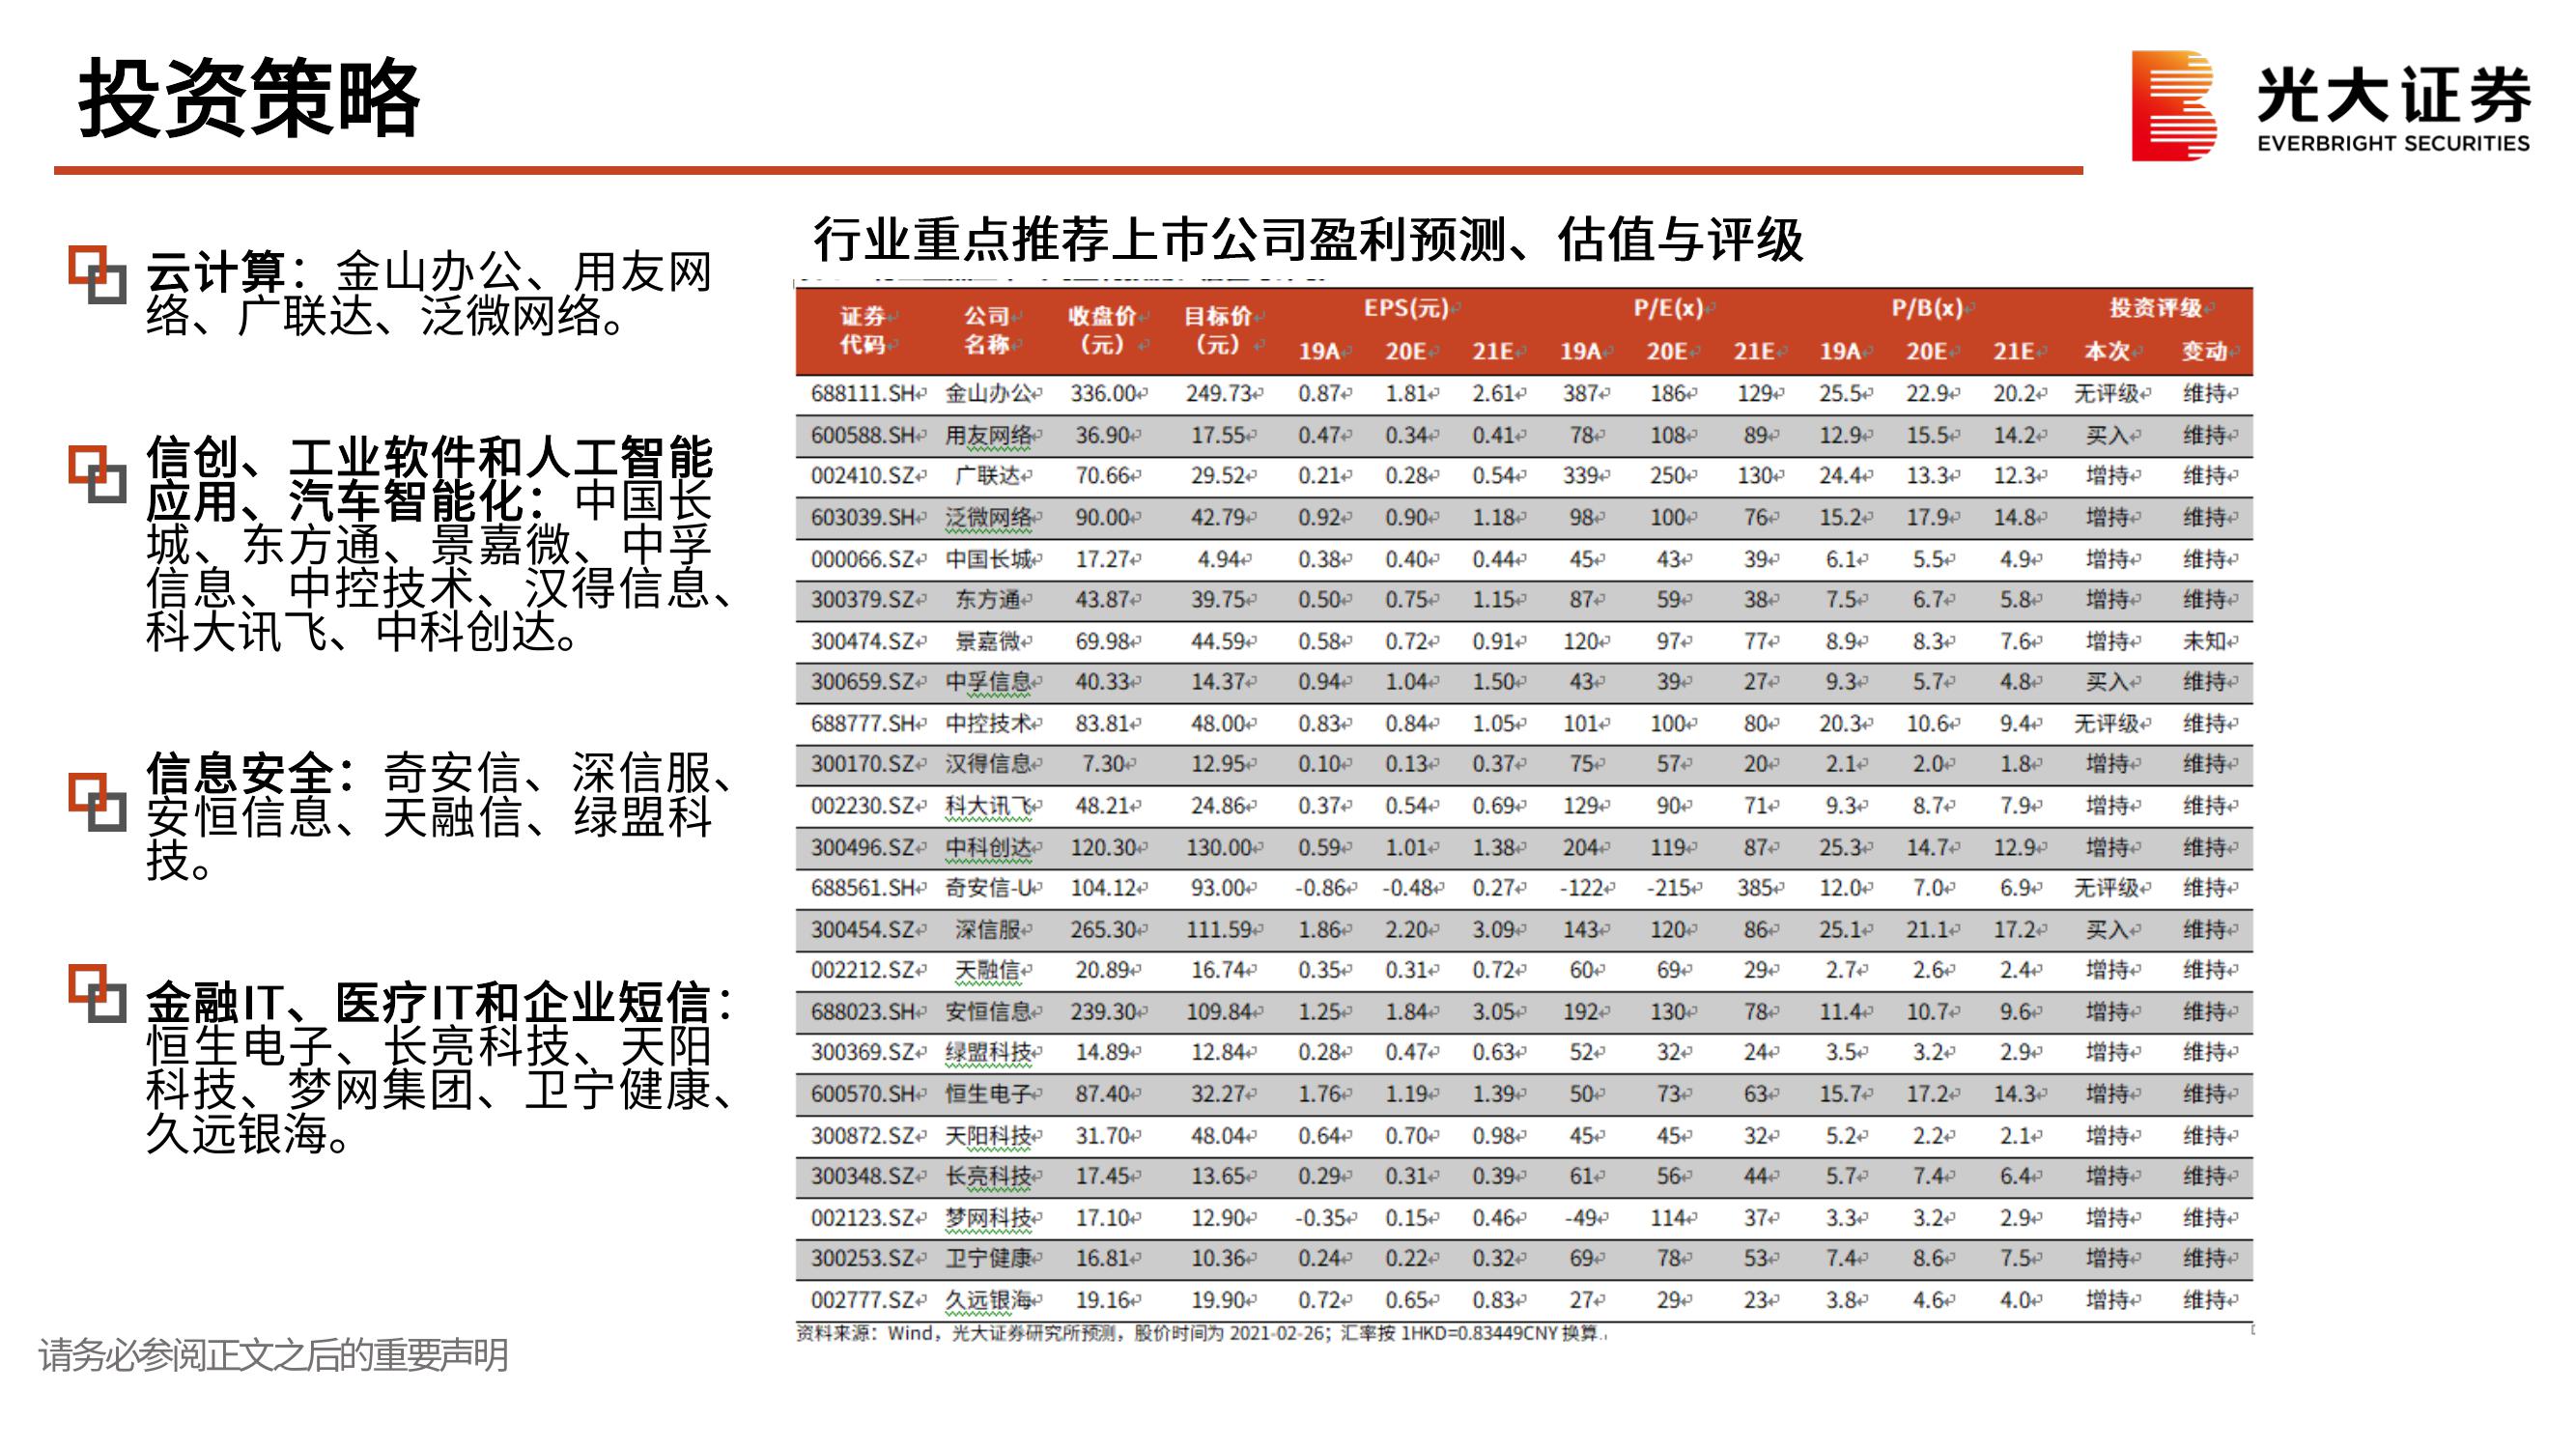 投资策略
光大证券
EVERBRIGHT SECURITIES
云计算：金山办公、用友网
络、广联达、泛微网络。
信创、工业软件和人工智能
应用、汽车智能化：中国长
城、东方通、景嘉微、中孚
信息、中控技术、汉得信息、
科大讯飞、中科创达。
信息安全：奇安信、深信服、
安恒信息、天融信、绿盟科
技。
金融IT、医疗IT和企业短信：
恒生电子、长亮科技、天阳
科技、梦网集团、卫宁健康、
久远银海。
行业重点推荐上市公司盈利预测、估值与评级
证券 公司 收盘价 目标价 EPS(元) P/E(x) P/B(x) 投资评级
代码 名称 （元） （元） 19A 20E 21E 19A 20E 21E 19A 20E 21E 本次 变动
688111.SH 金山办公 336.00 249.73 0.87 1.81 2.61 387 186 129 25.5 22.9 20.2 无评级 维持
600588.SH 用友网络 36.90 17.55 0.47 0.34 0.41 78 108 89 12.9 15.5 14.2 买入 维持
002410.SZ 广联达 70.66 29.52 0.21 0.28 0.54 339 250 130 24.4 13.3 12.3 增持 维持
603039.SH 泛微网络 90.00 42.79 0.92 0.90 1.18 98 100 76 15.2 17.9 14.8 增持 维持
000066.SZ 中国长城 17.27 4.94 0.38 0.40 0.44 45 43 39 6.1 5.5 4.9 增持 维持
300379.SZ 东方通 43.87 39.75 0.50 0.75 1.15 87 59 38 7.5 6.7 5.8 增持 维持
300474.SZ 景嘉微 69.98 44.59 0.58 0.72 0.91 120 97 77 8.9 8.3 7.6 增持 未知
300659.SZ 中孚信息 40.33 14.37 0.94 1.04 1.50 43 39 27 9.3 5.7 4.8 买入 维持
688777.SH 中控技术 83.81 48.00 0.83 0.84 1.05 101 100 80 20.3 10.6 9.4 无评级 维持
300170.SZ 汉得信息 7.30 12.95 0.10 0.13 0.37 75 57 20 2.1 2.0 1.8 增持 维持
002230.SZ 科大讯飞 48.21 24.86 0.37 0.54 0.69 129 90 71 9.3 8.7 7.9 增持 维持
300496.SZ 中科创达 120.30 130.00 0.59 1.01 1.38 204 119 87 25.3 14.7 12.9 增持 维持
688561.SH 奇安信-U 104.12 93.00 -0.86 -0.48 0.27 -122 -215 385 12.0 7.0 6.9 无评级 维持
300454.SZ 深信服 265.30 111.59 1.86 2.20 3.09 143 120 86 25.1 21.1 17.2 买入 维持
002212.SZ 天融信 20.89 16.74 0.35 0.31 0.72 60 69 29 2.7 2.6 2.4 增持 维持
688023.SH 安恒信息 239.30 109.84 1.25 1.84 3.05 192 130 78 11.4 10.7 9.6 增持 维持
300369.SZ 绿盟科技 14.89 12.84 0.28 0.47 0.63 52 32 24 3.5 3.2 2.9 增持 维持
600570.SH 恒生电子 87.40 32.27 1.76 1.19 1.39 50 73 63 15.7 17.2 14.3 增持 维持
300872.SZ 天阳科技 31.70 48.04 0.64 0.70 0.98 45 45 32 5.2 2.2 2.1 增持 维持
300348.SZ 长亮科技 17.45 13.65 0.29 0.31 0.39 61 56 44 5.7 7.4 6.4 增持 维持
002123.SZ 梦网科技 17.10 12.90 -0.35 0.15 0.46 -49 114 37 3.3 3.2 2.9 增持 维持
300253.SZ 卫宁健康 16.81 10.36 0.24 0.22 0.32 69 78 53 7.4 8.6 7.5 增持 维持
002777.SZ 久远银海 19.16 19.90 0.72 0.65 0.83 27 29 23 3.8 4.6 4.0 增持 维持
资料来源：Wind，光大证券研究所预测，股价时间为 2021-02-26；汇率按 1HKD=0.83449CNY 换算.
请务必参阅正文之后的重要声明